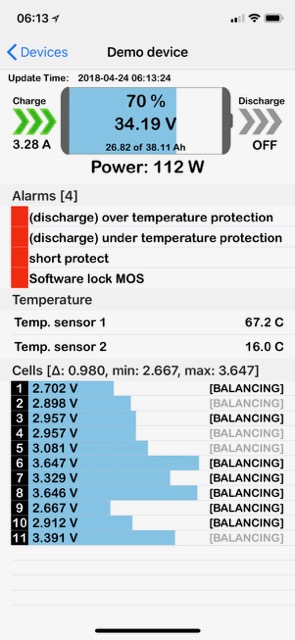 06:13
Devices
Demo device
Update Time: 2018-04-24 06:13:24
Charge
3.28 A
70 %
34.19 V
26.82 of 38.11 Ah
Discharge
OFF
Power: 112 W
Alarms [4]
(discharge) over temperature protection
(discharge) under temperature protection
short protect
Software lock MOS
Temperature
Temp. sensor 1 67.2 C
Temp. sensor 2 16.0 C
Cells [Δ: 0.980, min: 2.667, max: 3.647]
1 2.702 V [BALANCING]
2 2.898 V [BALANCING]
3 2.957 V [BALANCING]
4 2.957 V [BALANCING]
5 3.081 V [BALANCING]
6 3.647 V [BALANCING]
7 3.329 V [BALANCING]
8 3.646 V [BALANCING]
9 2.667 V [BALANCING]
10 2.912 V [BALANCING]
11 3.391 V [BALANCING]